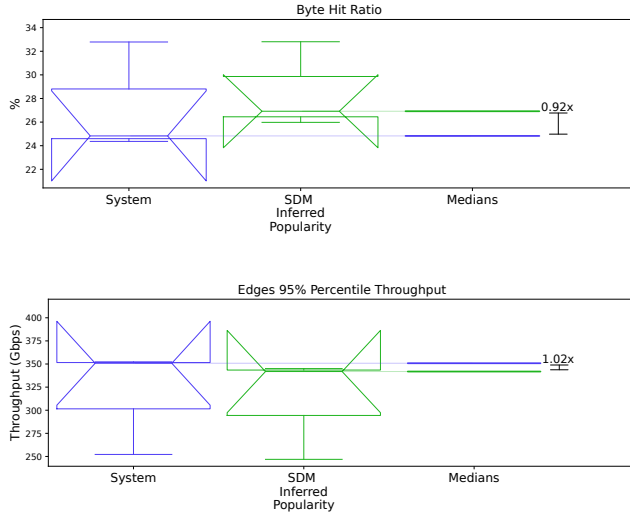 Byte Hit Ratio
34
32
30
28
26
24
22
%
0.92x
System
SDM
Inferred
Popularity
Medians
Edges 95% Percentile Throughput
400
375
350
325
300
275
250
Throughput (Gbps)
1.02x
System
SDM
Inferred
Popularity
Medians